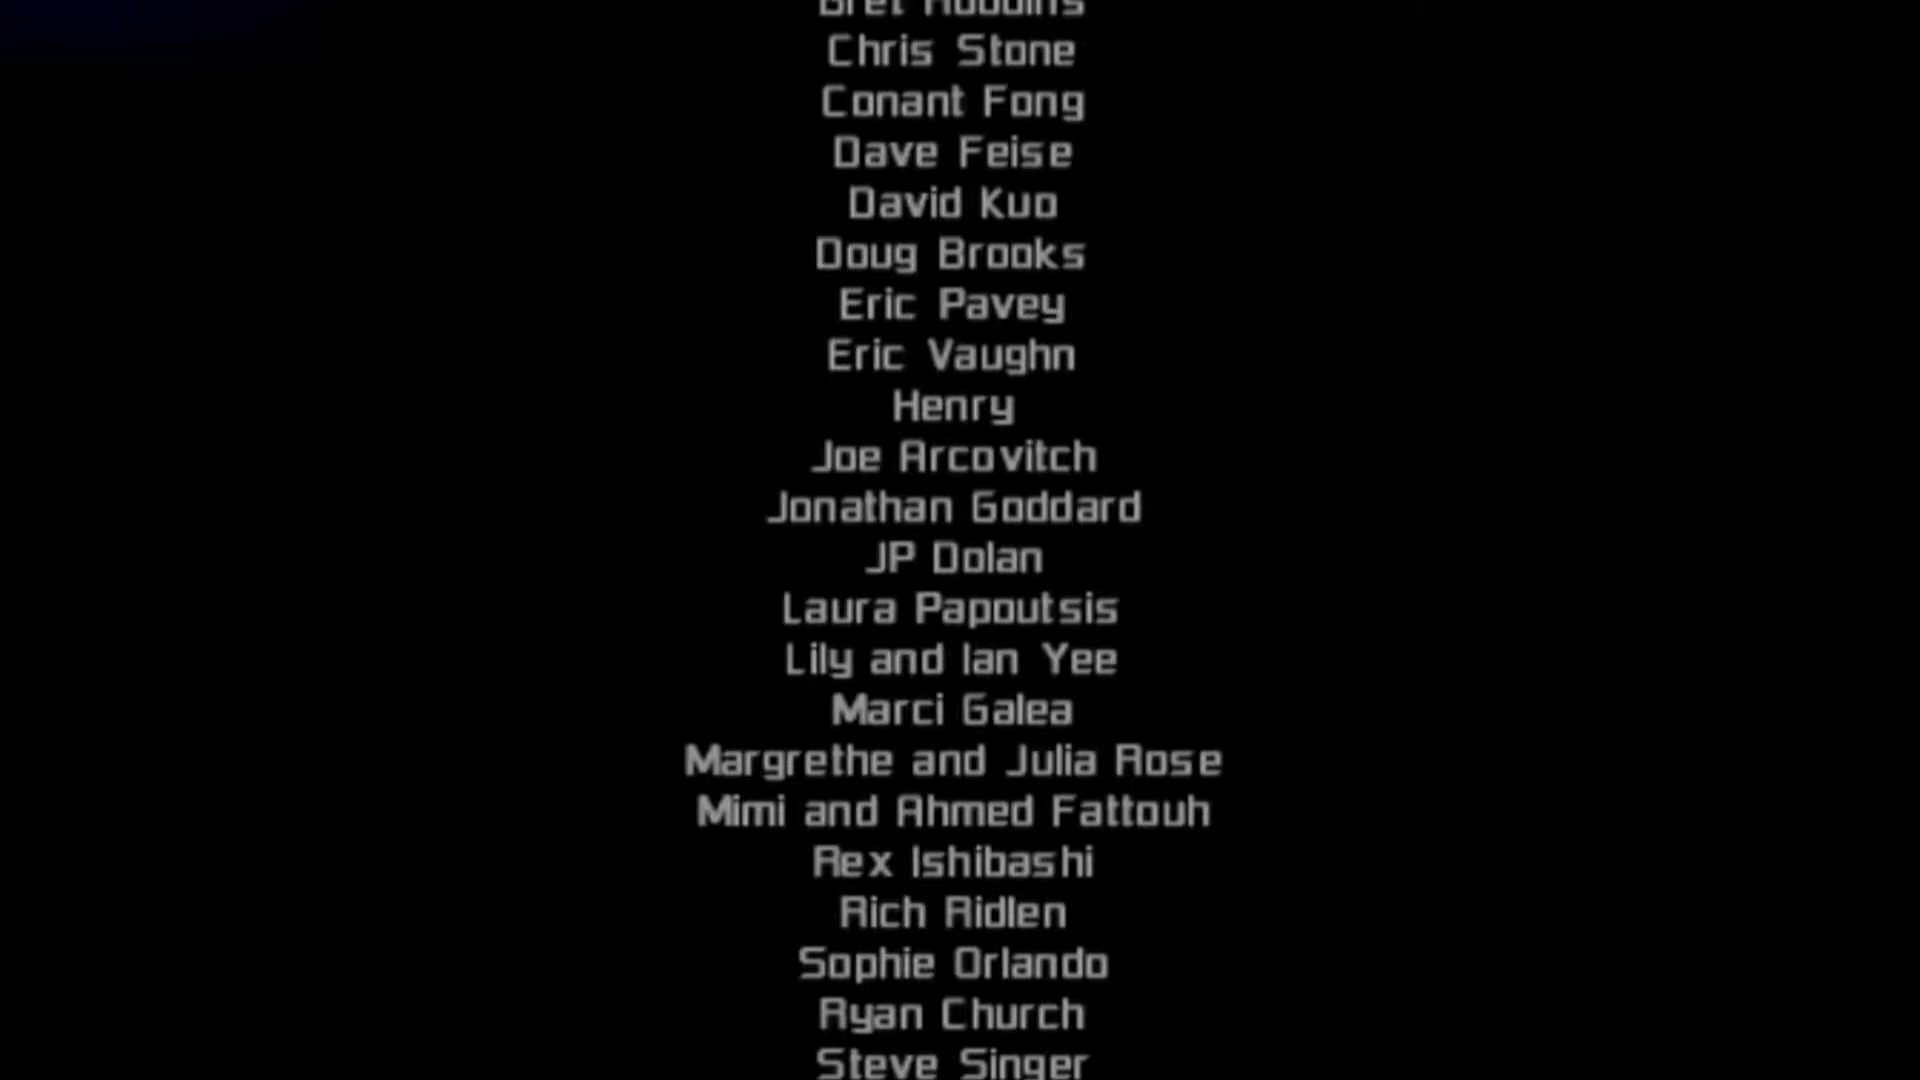 Chris Stone
Conant Fong
Dave Feise
David Kuo
Doug Brooks
Eric Pavey
Eric Vaughn
Henry
Joe Arcovitch
Jonathan Goddard
JP Dolan
Laura Papoutsis
Lily and Ian Yee
Marci Galea
Margrethe and Julia Rose
Mimi and Ahmed Fattouh
Rex Ishibashi
Rich Ridlen
Sophie Orlando
Ryan Church
Steve Singer